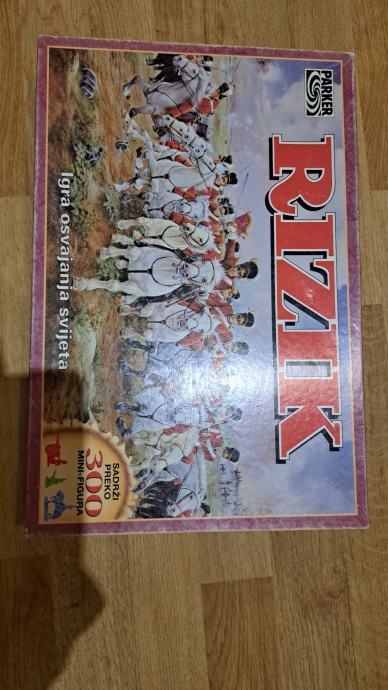 PARKER
RIZIK
Igra osvajanja svijeta
SADRŽI
PREKO
300
MINI-FIGURA